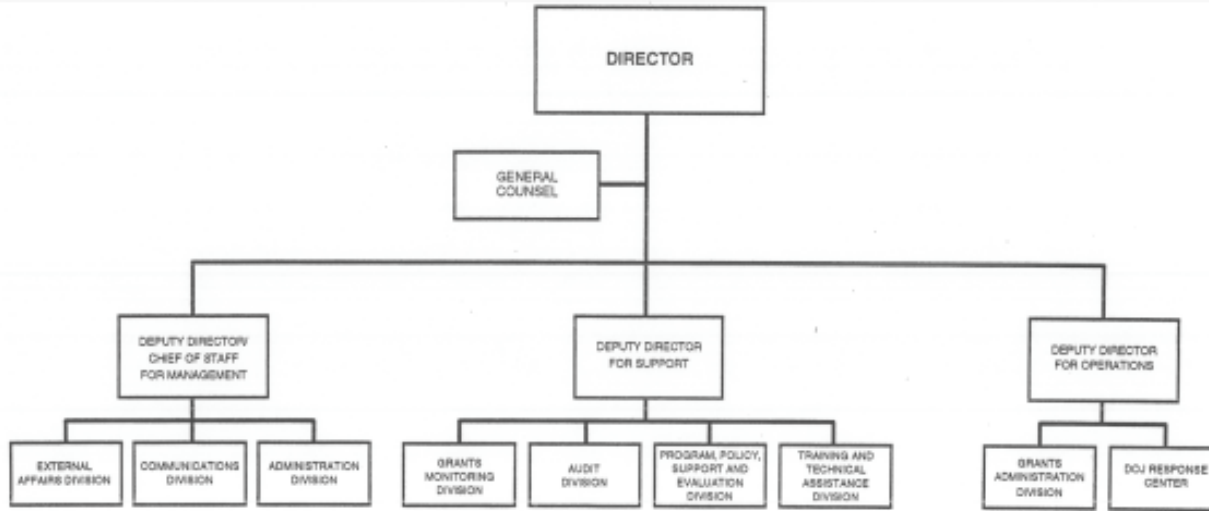 DIRECTOR
GENERAL
COUNSEL
DEPUTY DIRECTOR/
CHIEF OF STAFF
FOR MANAGEMENT
DEPUTY DIRECTOR
FOR SUPPORT
DEPUTY DIRECTOR
FOR OPERATIONS
EXTERNAL
AFFAIRS DIVISION
COMMUNICATIONS
DIVISION
ADMINISTRATION
DIVISION
GRANTS
MONITORING
DIVISION
AUDIT
DIVISION
PROGRAM, POLICY,
SUPPORT AND
EVALUATION
DIVISION
TRAINING AND
TECHNICAL
ASSISTANCE
DIVISION
GRANTS
ADMINISTRATION
DIVISION
DOJ RESPONSE
CENTER